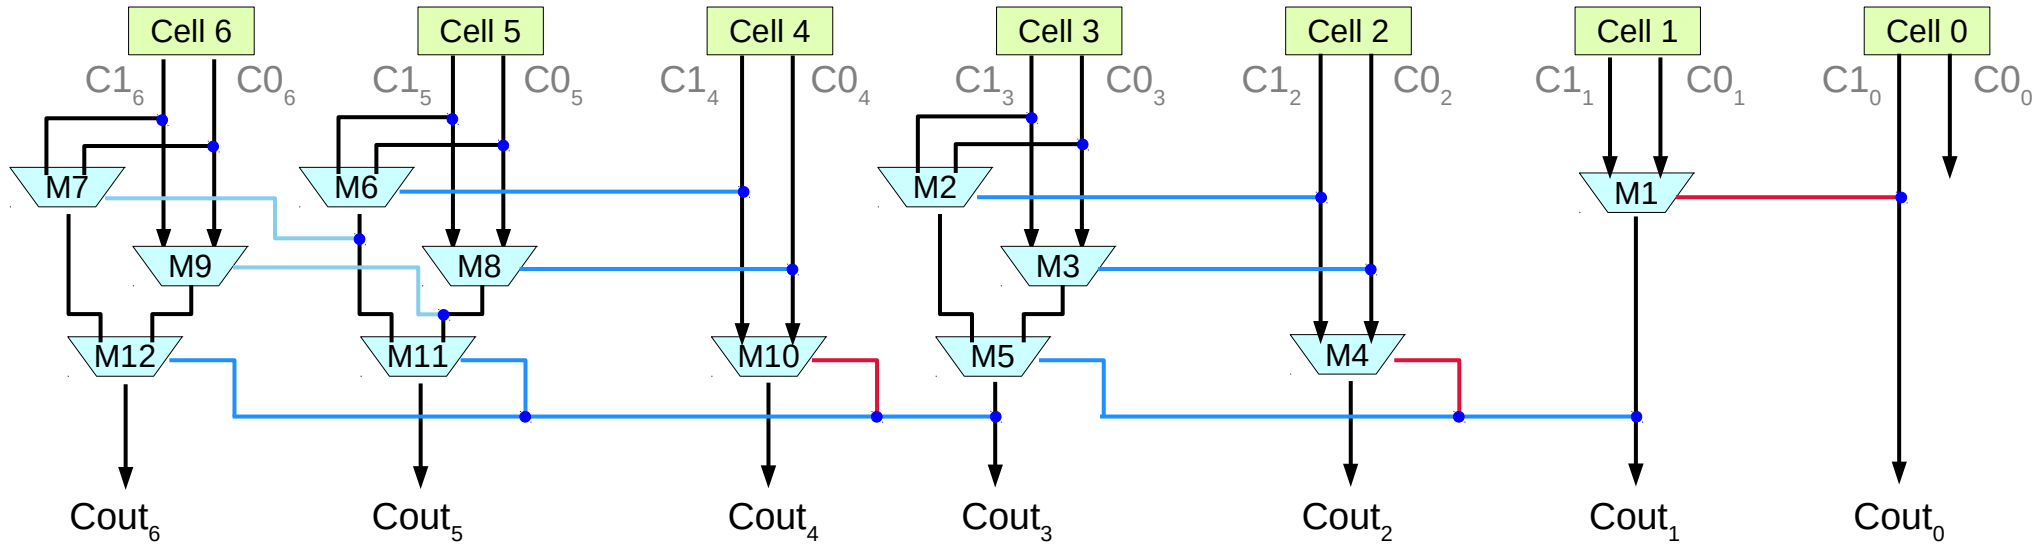 Cell 6 Cell 5 Cell 4 Cell 3 Cell 2 Cell 1 Cell 0
C1₆ C0₆ C1₅ C0₅ C1₄ C0₄ C1₃ C0₃ C1₂ C0₂ C1₁ C0₁ C1₀ C0₀
M7 M6 M2 M1
M9 M8 M3
M12 M11 M10 M5 M4
Cout₆ Cout₅ Cout₄ Cout₃ Cout₂ Cout₁ Cout₀